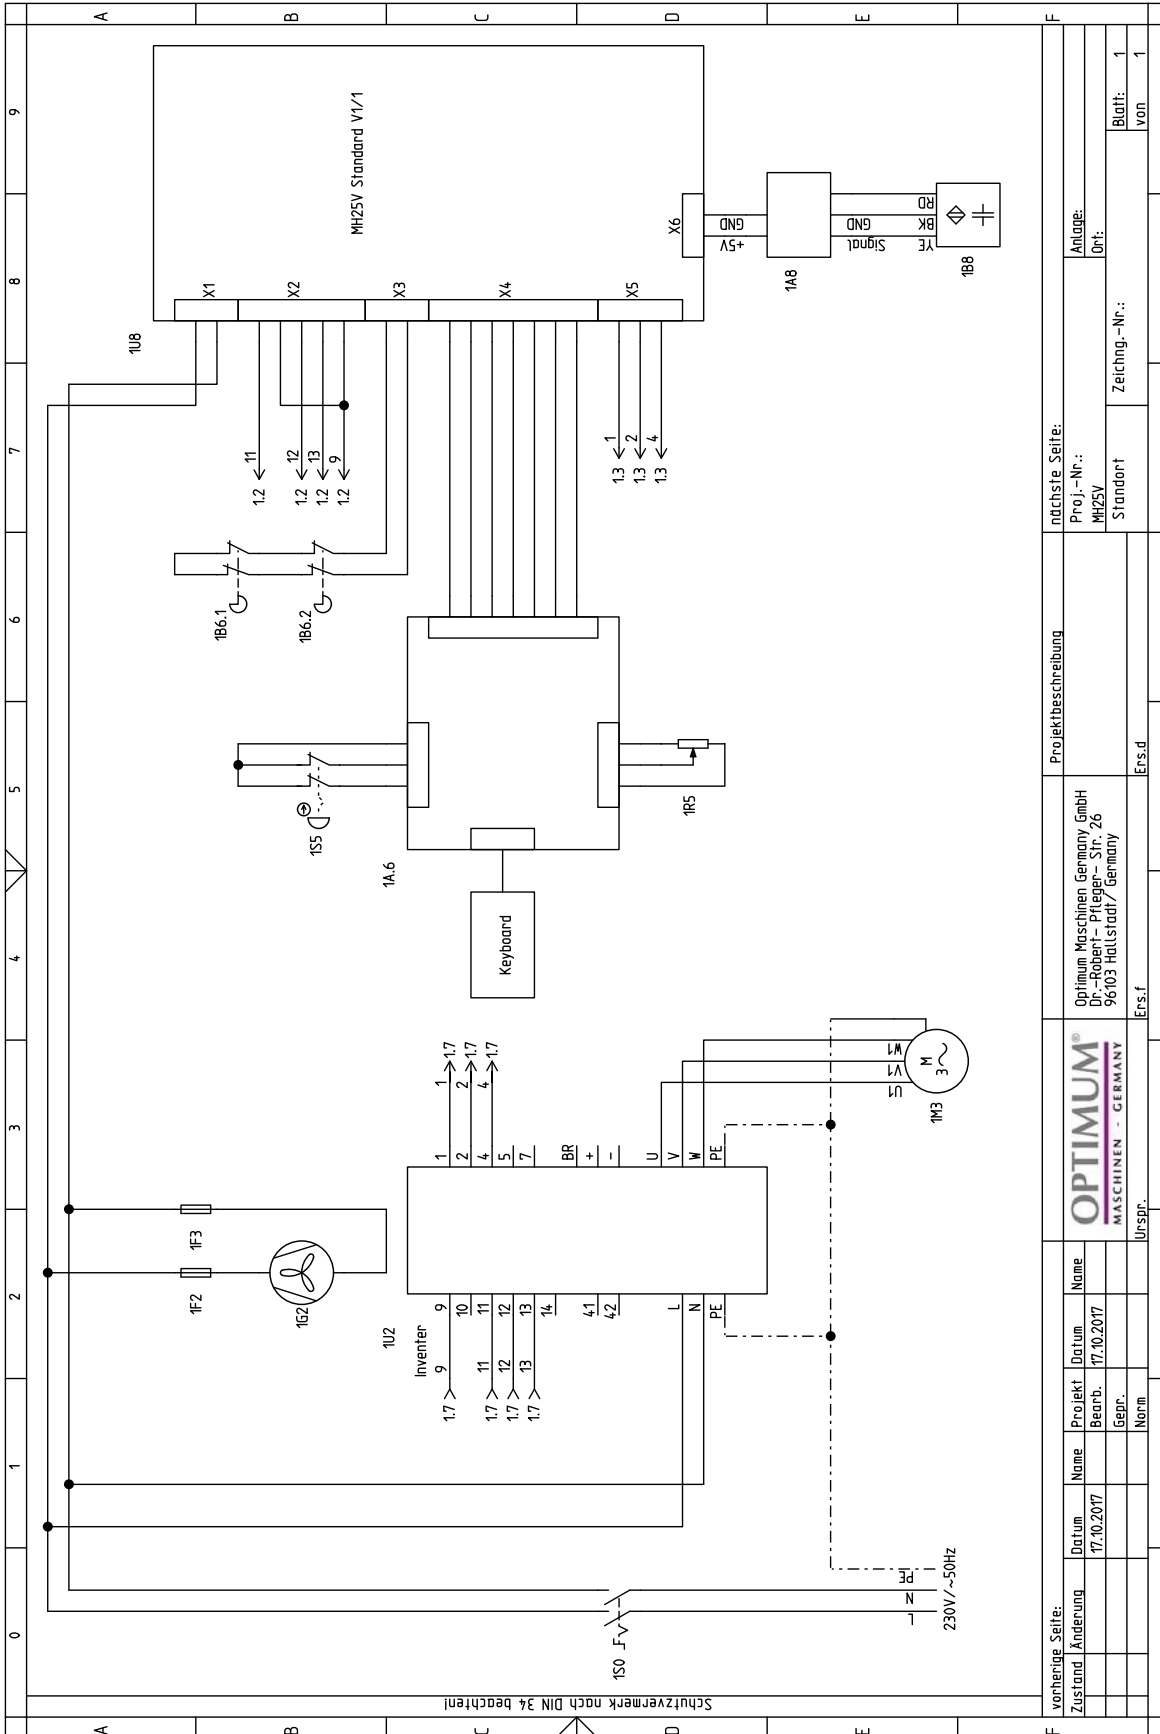 0 1 2 3 4 5 6 7 8 9
A
B
C
D
E
F
A
B
C
D
E
F
Schutzvermerk nach DIN 34 beachten!
1S0
L
N
PE
230V/~50Hz
1F2
1F3
1G2
1U2
Inventer
9
10
11
12
13
14
41
42
L
N
PE
1.7 9
1.7 11
1.7 12
1.7 13
1
2
4
5
7
BR
+
-
U
V
W
PE
1 1.7
2 1.7
4 1.7
U1
V1
W1
M
3
1M3
Keyboard
1A.6
1S5
1R5
1B6.1
1B6.2
1.2 11
1.2 12
1.2 13
1.2 9
1.3 1
1.3 2
1.3 4
1U8
X1
X2
X3
X4
X5
X6
MH25V Standard V1/1
+5V
GND
1A8
Signal
GND
YE
BK
RD
1B8
vorherige Seite:
Zustand Änderung Datum Name
17.10.2017
Projekt Datum Name
Bearb. 17.10.2017
Gepr.
Norm
Urspr.
OPTIMUM®
MASCHINEN - GERMANY
Optimum Maschinen Germany GmbH
Dr.-Robert- Pfleger- Str. 26
96103 Hallstadt/ Germany
Ers.f
Ers.d
Projektbeschreibung
nächste Seite:
Proj.-Nr.:
MH25V
Standort
Zeichng.-Nr.:
Anlage:
Ort:
Blatt: 1
von 1